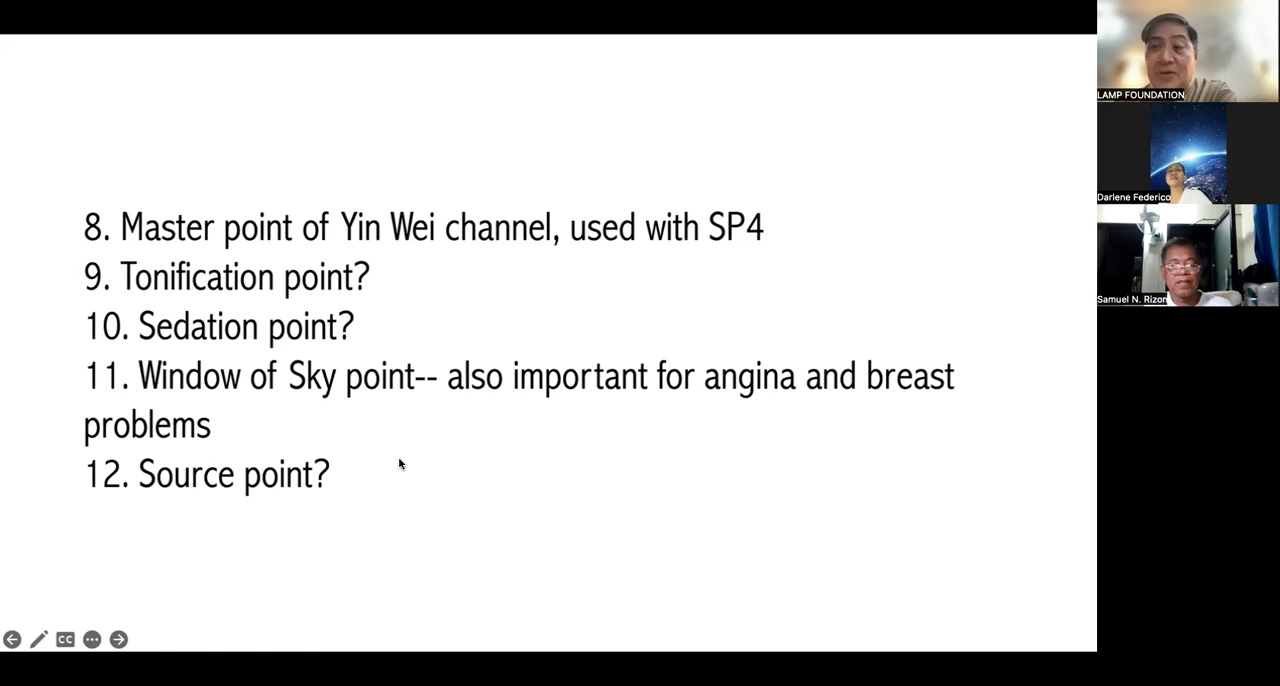 8. Master point of Yin Wei channel, used with SP4
9. Tonification point?
10. Sedation point?
11. Window of Sky point-- also important for angina and breast
problems
12. Source point?
LAMP FOUNDATION
Darlene Federico
Samuel N. Rizon
CC